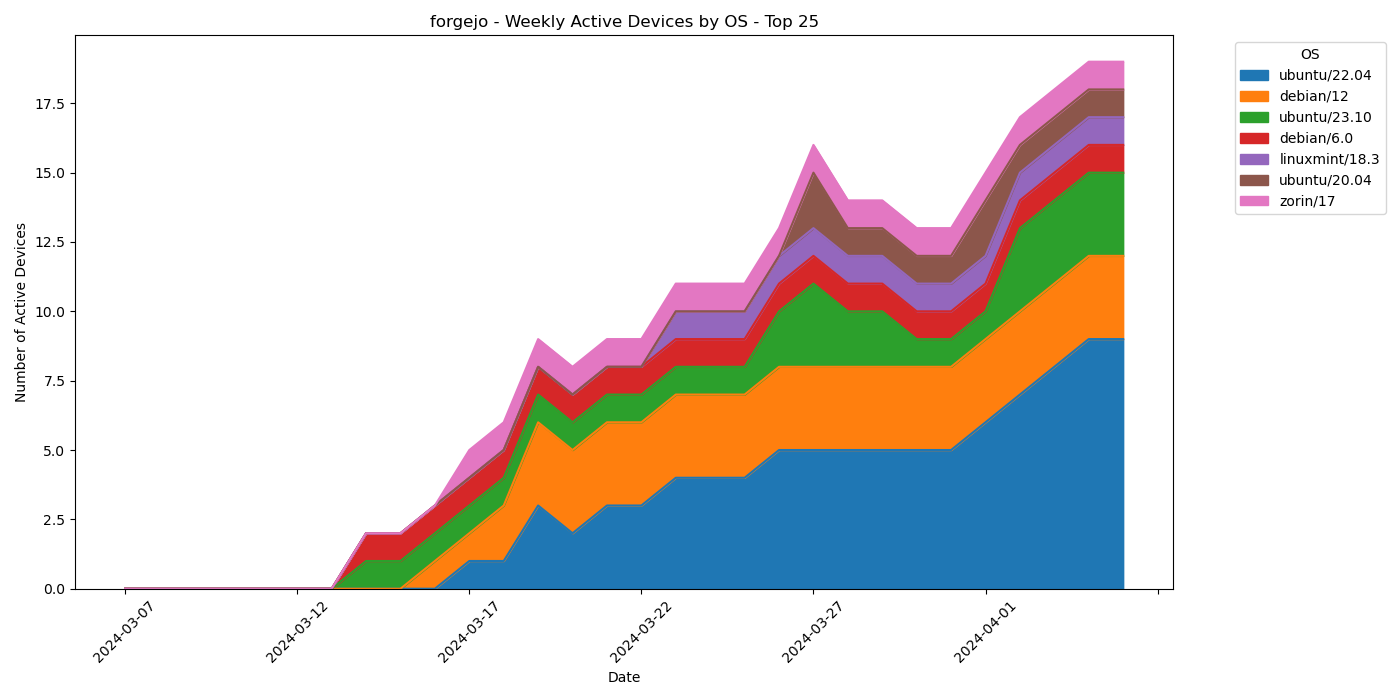 forgejo - Weekly Active Devices by OS - Top 25
Number of Active Devices
17.5
15.0
12.5
10.0
7.5
5.0
2.5
0.0
2024-03-07
2024-03-12
2024-03-17
2024-03-22
2024-03-27
2024-04-01
Date
OS
ubuntu/22.04
debian/12
ubuntu/23.10
debian/6.0
linuxmint/18.3
ubuntu/20.04
zorin/17